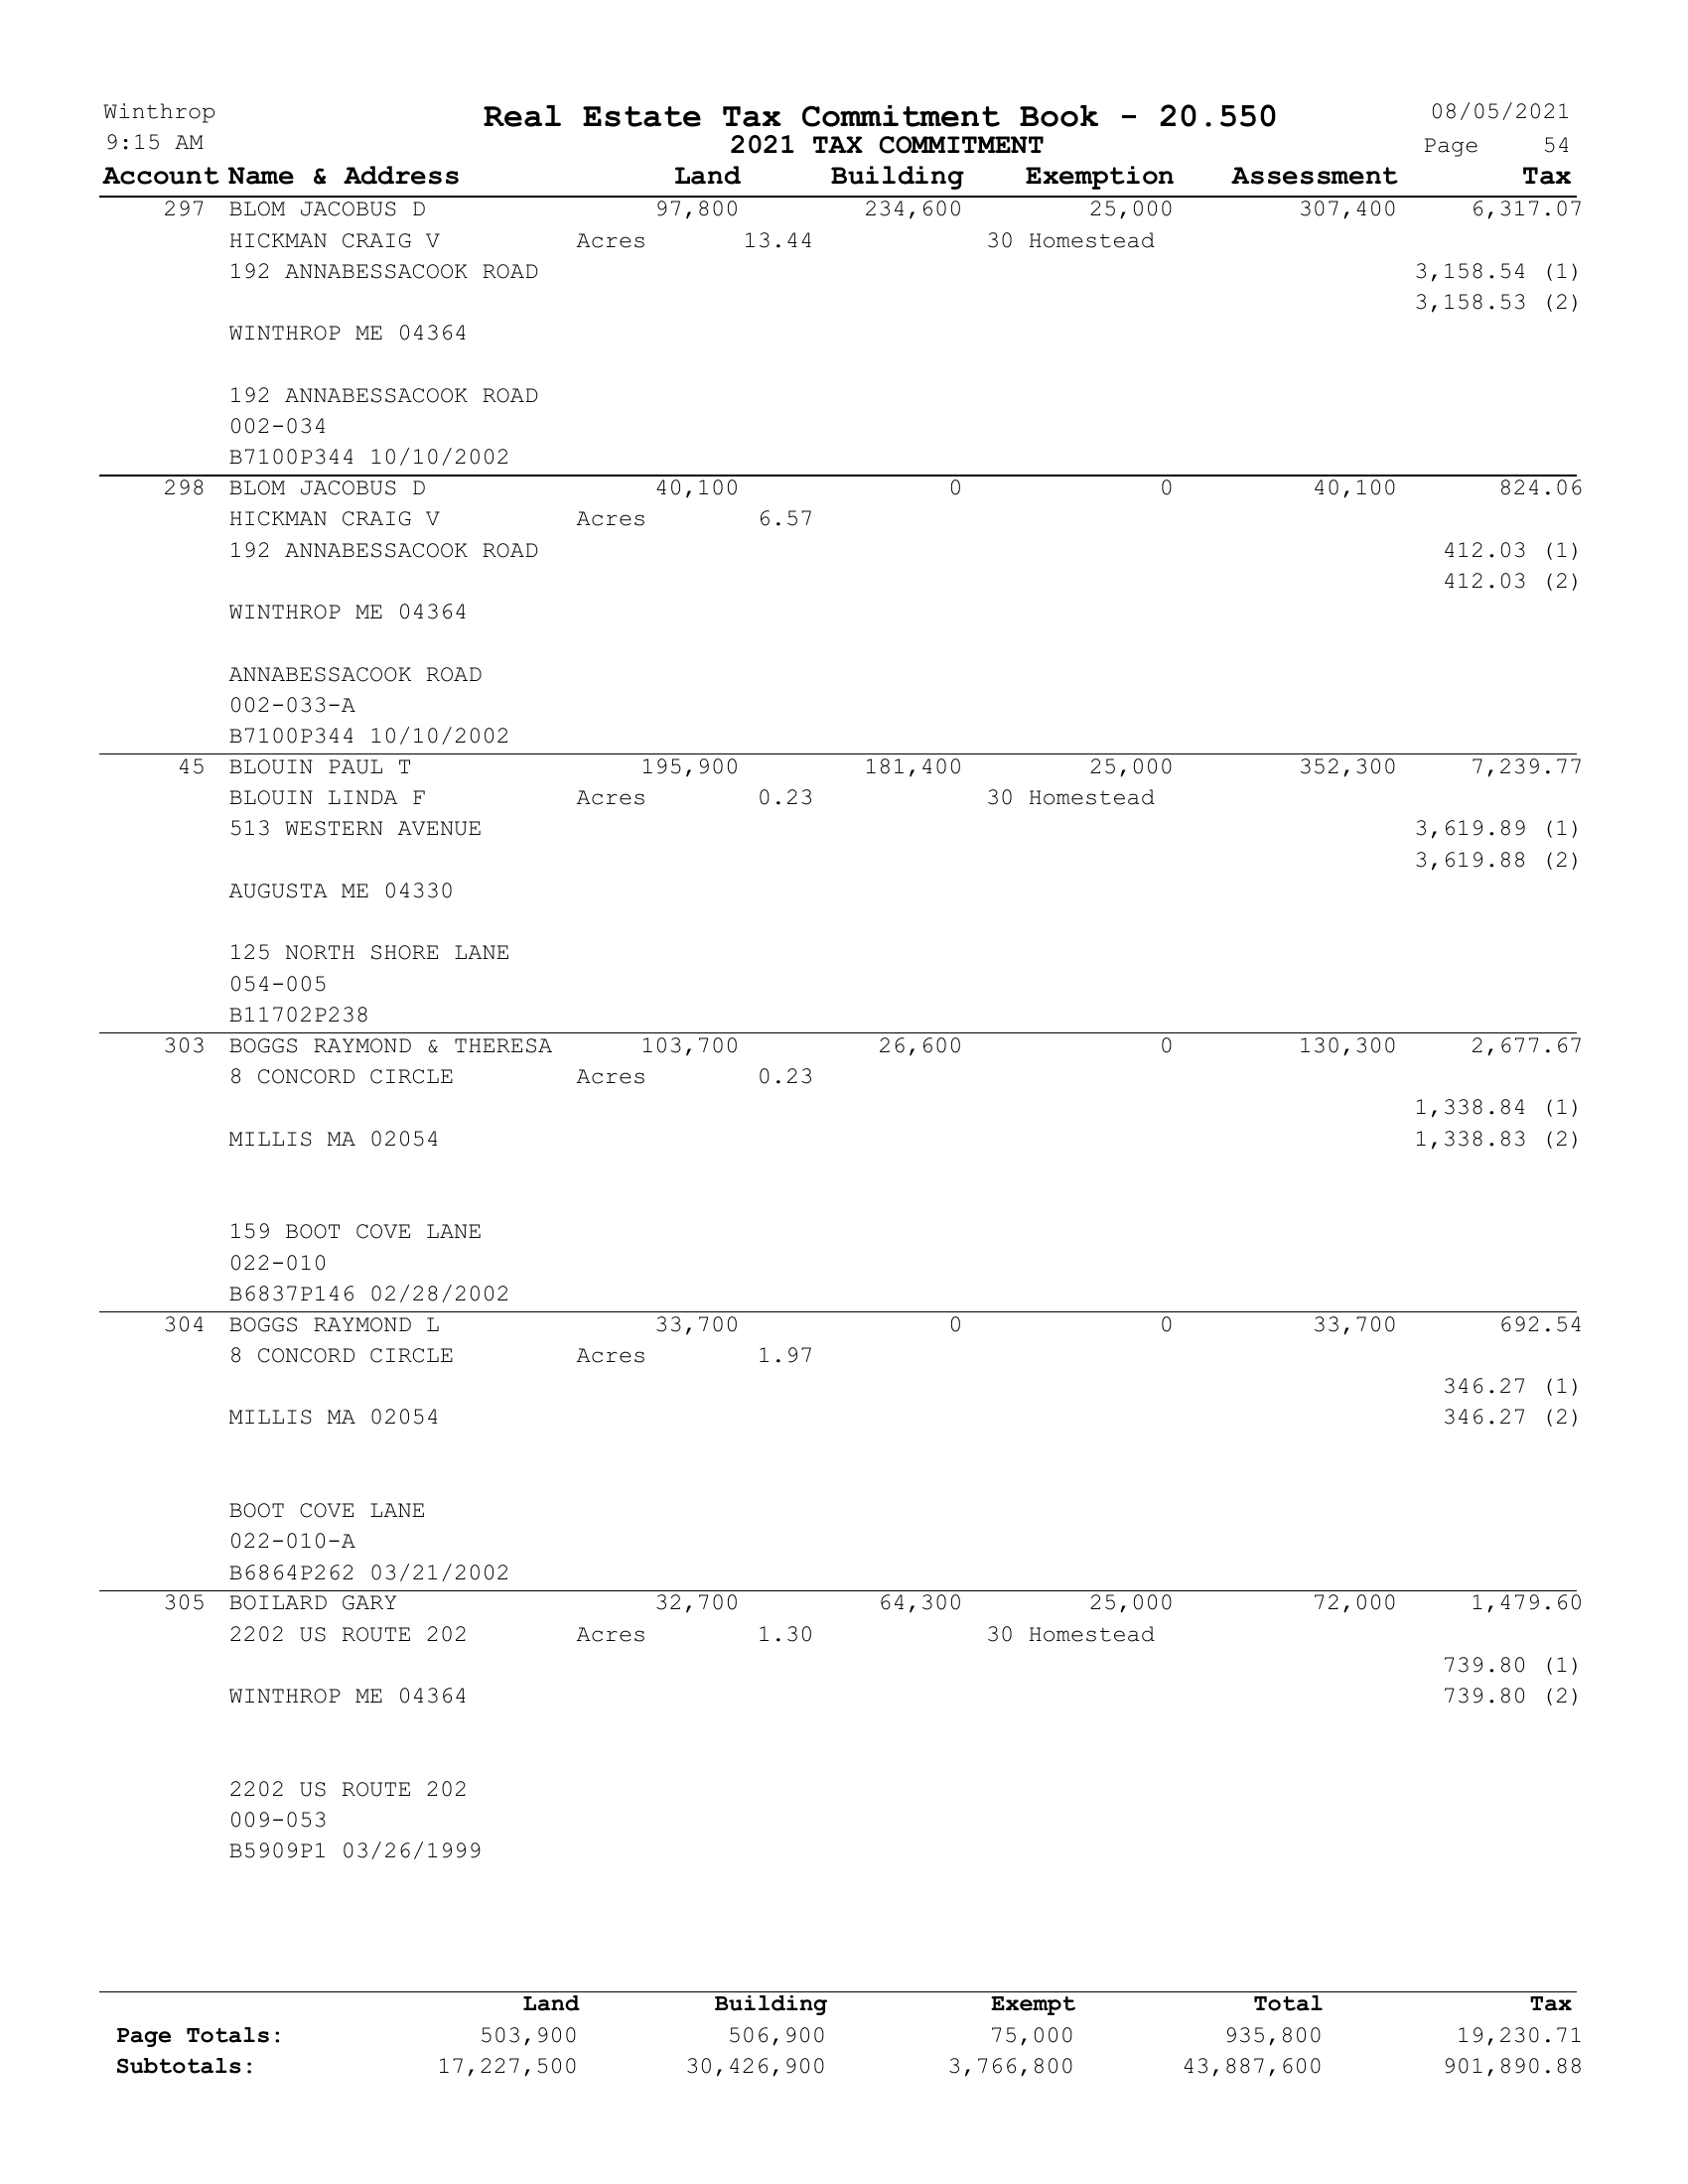 Winthrop Real Estate Tax Commitment Book - 20.550 08/05/2021
9:15 AM 2021 TAX COMMITMENT Page 54
Account Name & Address Land Building Exemption Assessment Tax
297 BLOM JACOBUS D 97,800 234,600 25,000 307,400 6,317.07
HICKMAN CRAIG V Acres 13.44 30 Homestead
192 ANNABESSACOOK ROAD 3,158.54 (1)
3,158.53 (2)
WINTHROP ME 04364
192 ANNABESSACOOK ROAD
002-034
B7100P344 10/10/2002
298 BLOM JACOBUS D 40,100 0 0 40,100 824.06
HICKMAN CRAIG V Acres 6.57
192 ANNABESSACOOK ROAD 412.03 (1)
412.03 (2)
WINTHROP ME 04364
ANNABESSACOOK ROAD
002-033-A
B7100P344 10/10/2002
45 BLOUIN PAUL T 195,900 181,400 25,000 352,300 7,239.77
BLOUIN LINDA F Acres 0.23 30 Homestead
513 WESTERN AVENUE 3,619.89 (1)
3,619.88 (2)
AUGUSTA ME 04330
125 NORTH SHORE LANE
054-005
B11702P238
303 BOGGS RAYMOND & THERESA 103,700 26,600 0 130,300 2,677.67
8 CONCORD CIRCLE Acres 0.23
1,338.84 (1)
MILLIS MA 02054 1,338.83 (2)
159 BOOT COVE LANE
022-010
B6837P146 02/28/2002
304 BOGGS RAYMOND L 33,700 0 0 33,700 692.54
8 CONCORD CIRCLE Acres 1.97
346.27 (1)
MILLIS MA 02054 346.27 (2)
BOOT COVE LANE
022-010-A
B6864P262 03/21/2002
305 BOILARD GARY 32,700 64,300 25,000 72,000 1,479.60
2202 US ROUTE 202 Acres 1.30 30 Homestead
739.80 (1)
WINTHROP ME 04364 739.80 (2)
2202 US ROUTE 202
009-053
B5909P1 03/26/1999
Land Building Exempt Total Tax
Page Totals: 503,900 506,900 75,000 935,800 19,230.71
Subtotals: 17,227,500 30,426,900 3,766,800 43,887,600 901,890.88